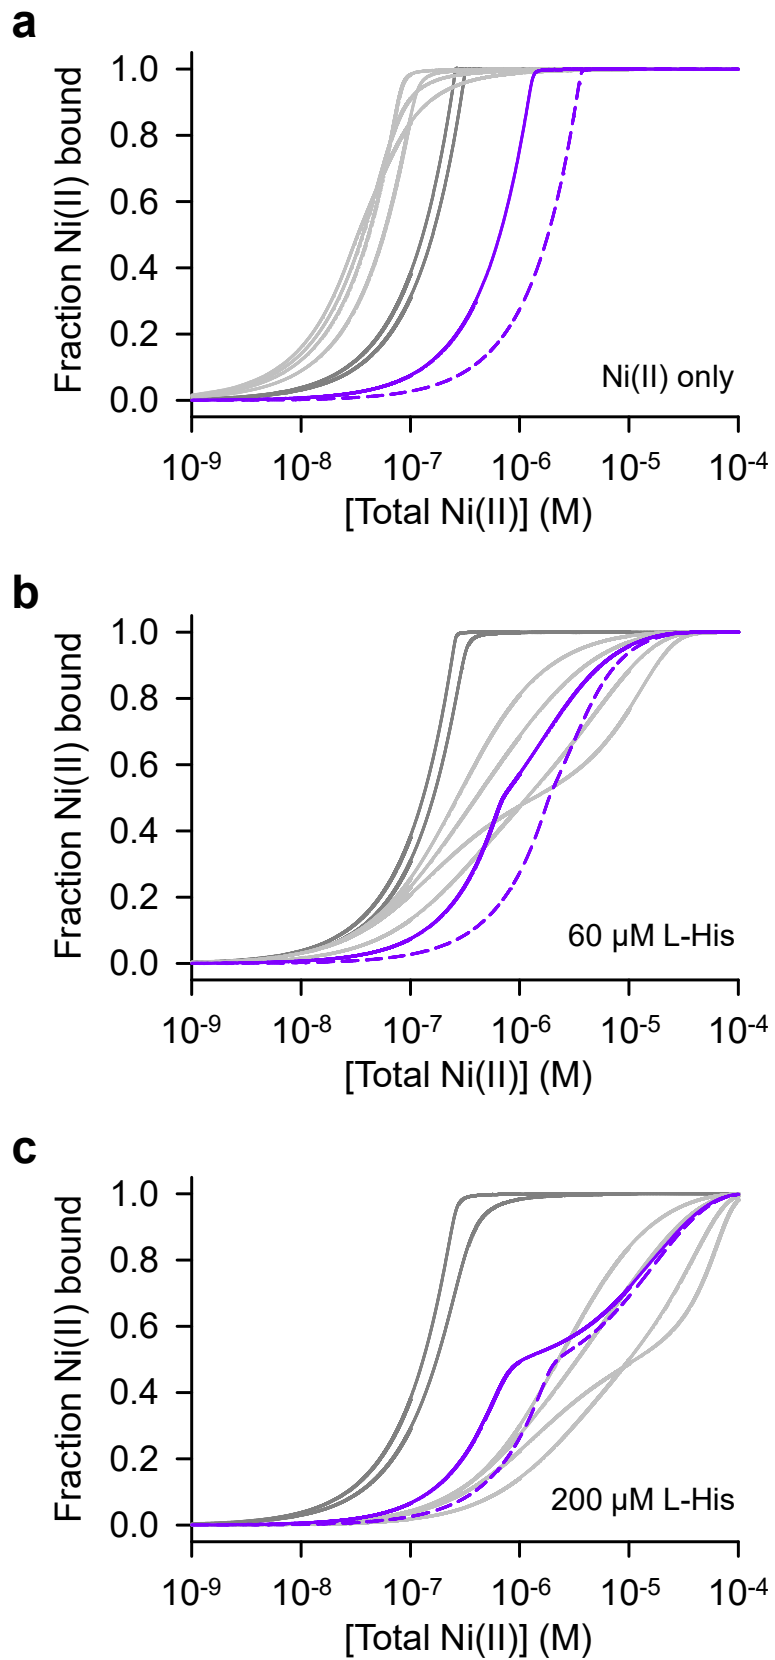 a
Fraction Ni(II) bound
1.0
0.8
0.6
0.4
0.2
0.0
Ni(II) only
10-9 10-8 10-7 10-6 10-5 10-4
[Total Ni(II)] (M)
b
Fraction Ni(II) bound
1.0
0.8
0.6
0.4
0.2
0.0
60 µM L-His
10-9 10-8 10-7 10-6 10-5 10-4
[Total Ni(II)] (M)
c
Fraction Ni(II) bound
1.0
0.8
0.6
0.4
0.2
0.0
200 µM L-His
10-9 10-8 10-7 10-6 10-5 10-4
[Total Ni(II)] (M)